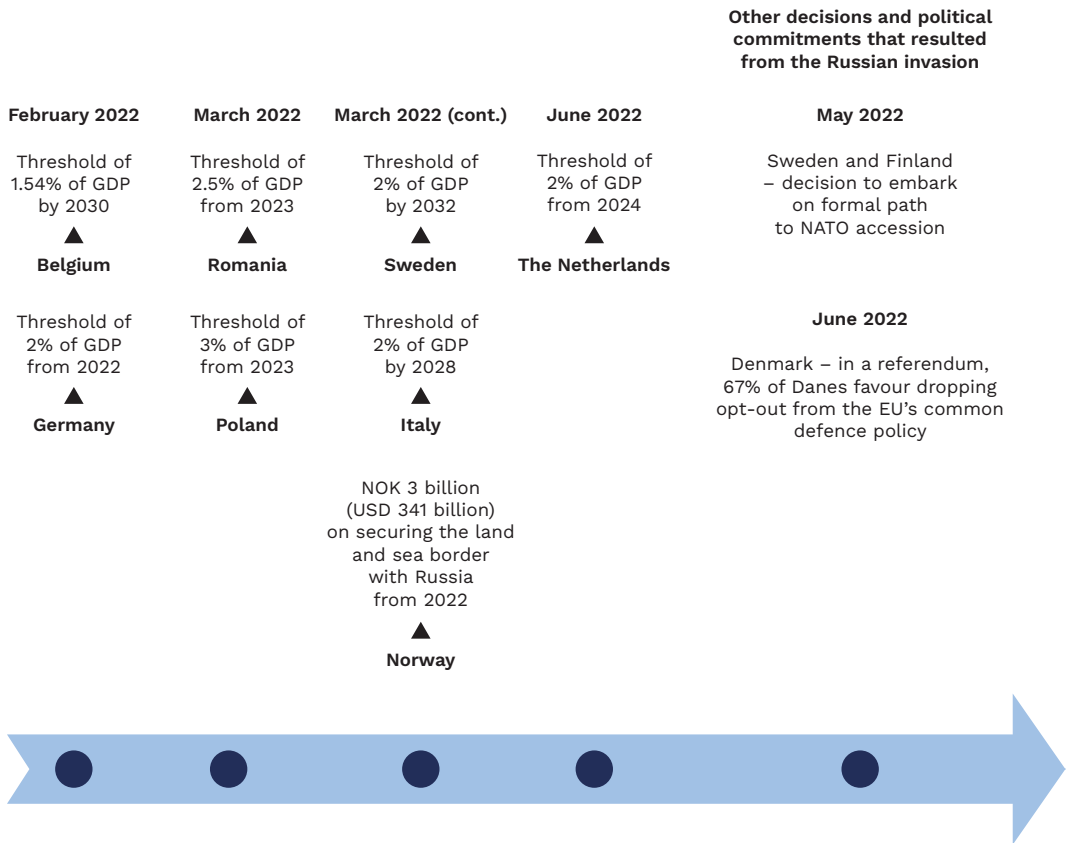 Other decisions and political
commitments that resulted
from the Russian invasion
February 2022
Threshold of
1.54% of GDP
by 2030
Belgium
Threshold of
2% of GDP
from 2022
Germany
March 2022
Threshold of
2.5% of GDP
from 2023
Romania
Threshold of
3% of GDP
from 2023
Poland
March 2022 (cont.)
Threshold of
2% of GDP
by 2032
Sweden
Threshold of
2% of GDP
by 2028
Italy
NOK 3 billion
(USD 341 billion)
on securing the land
and sea border
with Russia
from 2022
Norway
June 2022
Threshold of
2% of GDP
from 2024
The Netherlands
May 2022
Sweden and Finland
– decision to embark
on formal path
to NATO accession
June 2022
Denmark – in a referendum,
67% of Danes favour dropping
opt-out from the EU’s common
defence policy